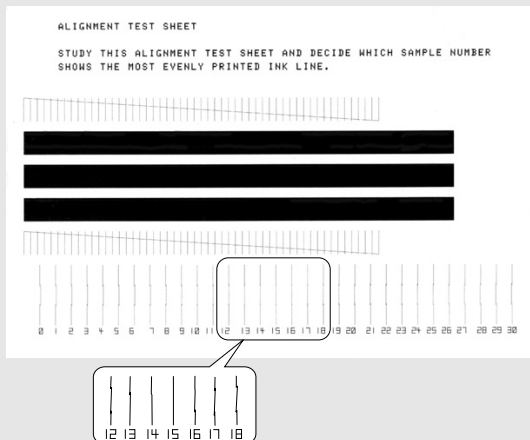 ALIGNMENT TEST SHEET
STUDY THIS ALIGNMENT TEST SHEET AND DECIDE WHICH SAMPLE NUMBER
SHOWS THE MOST EVENLY PRINTED INK LINE.
0 1 2 3 4 5 6 7 8 9 10 11 12 13 14 15 16 17 18 19 20 21 22 23 24 25 26 27 28 29 30
12 13 14 15 16 17 18